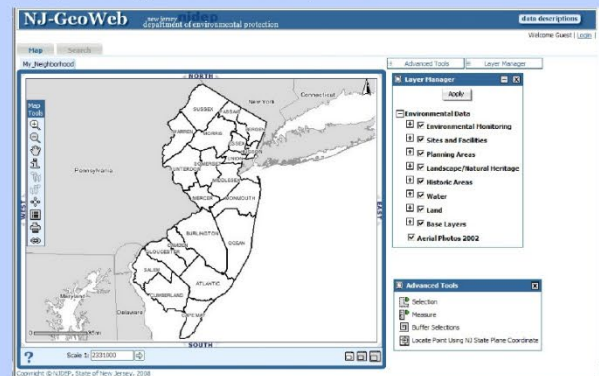 NJ-GeoWeb
new jersey njdep
department of environmental protection
data descriptions
Welcome Guest | Login |
Map Search
My_Neighborhood
Advanced Tools Layer Manager
NORTH
Map Tools
Connecticut
New York
SUSSEX
PASSAIC
BERGEN
WARREN
MORRIS
ESSEX
UNION
Pennsylvania
SOMERSET
HUNTERDON
MIDDLESEX
MERCER
MONMOUTH
WEST
EAST
OCEAN
BURLINGTON
CAMDEN
GLOUCESTER
SALEM
ATLANTIC
Maryland
CUMBERLAND
Delaware
CAPE MAY
SOUTH
? Scale 1: 2331000
Copyright © NJDEP, State of New Jersey, 2008
Layer Manager
Apply
Environmental Data
Environmental Monitoring
Sites and Facilities
Planning Areas
Landscape/Natural Heritage
Historic Areas
Water
Land
Base Layers
Aerial Photos 2002
Advanced Tools
Selection
Measure
Buffer Selections
Locate Point Using NJ State Plane Coordinate